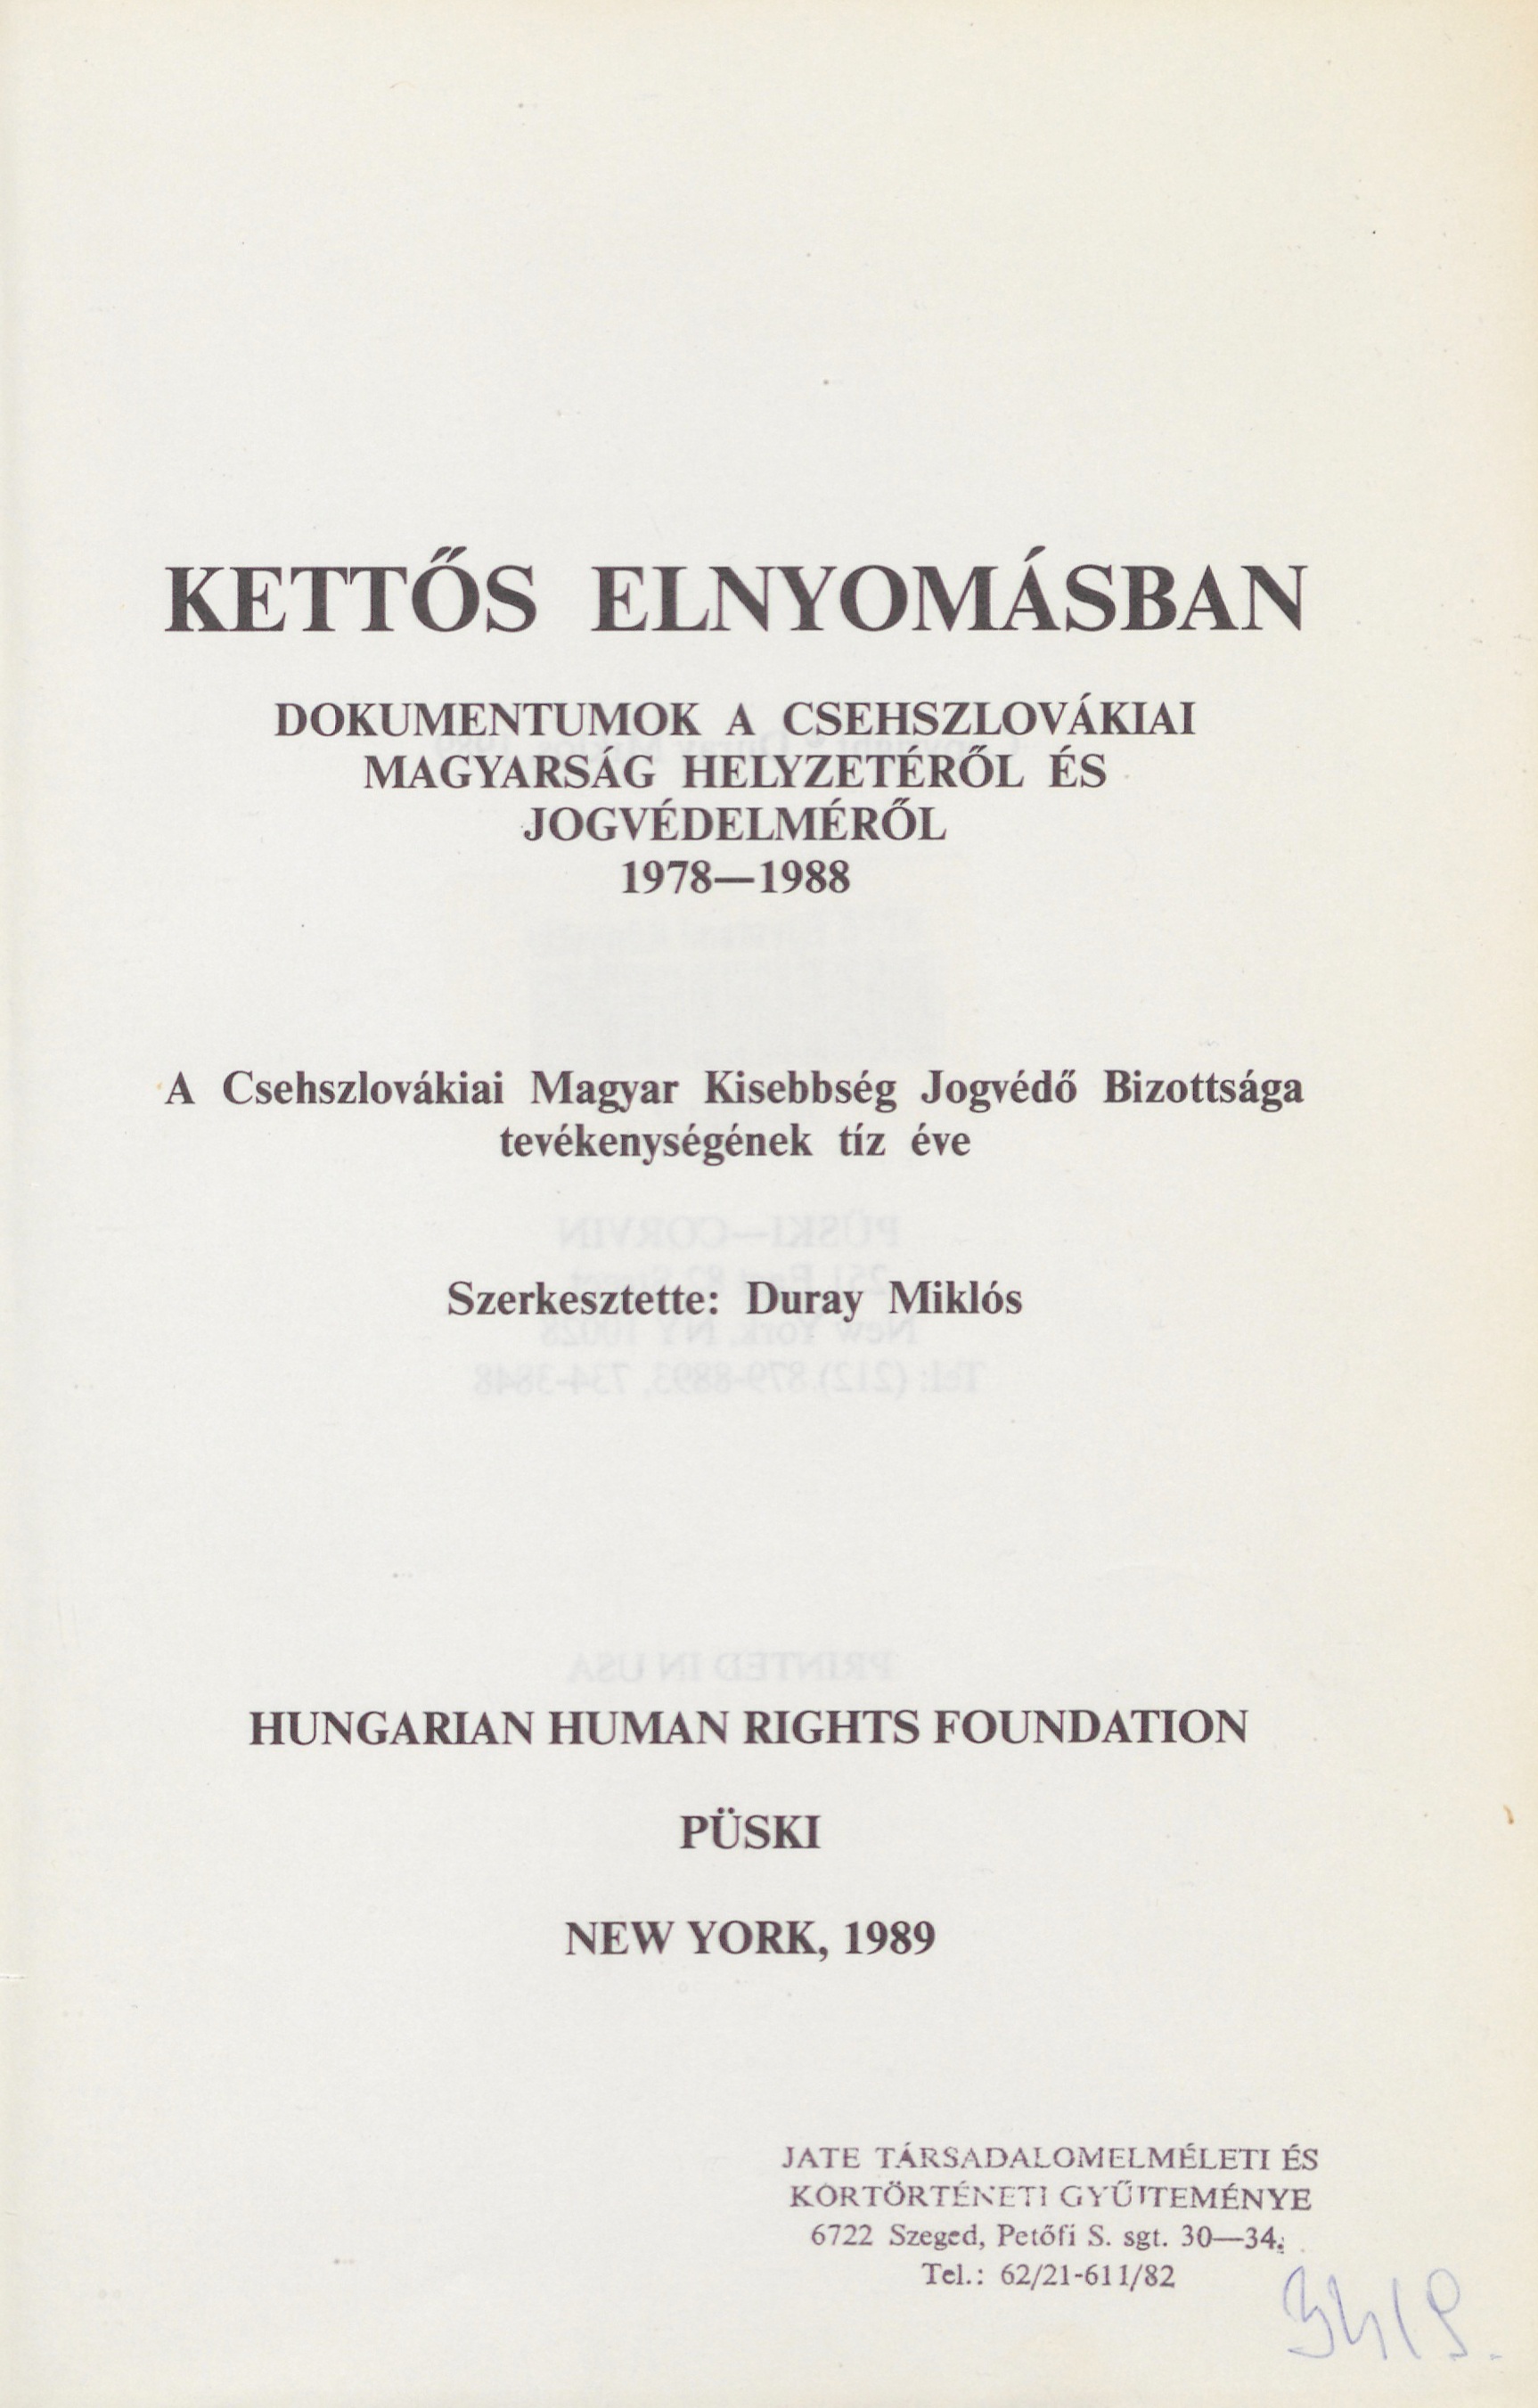 KETTŐS ELNYOMÁSBAN
DOKUMENTUMOK A CSEHSZLOVÁKIAI
MAGYARSÁG HELYZETÉRŐL ÉS
JOGVÉDELMÉRŐL
1978—1988
A Csehszlovákiai Magyar Kisebbség Jogvédő Bizottsága
tevékenységének tíz éve
Szerkesztette: Duray Miklós
HUNGARIAN HUMAN RIGHTS FOUNDATION
PÜSKI
NEW YORK, 1989
JATE TÁRSADALOMELMÉLETI ÉS
KORTÖRTÉNETI GYŰJTEMÉNYE
6722 Szeged, Petőfi S. sgt. 30—34.
Tel.: 62/21-611/82